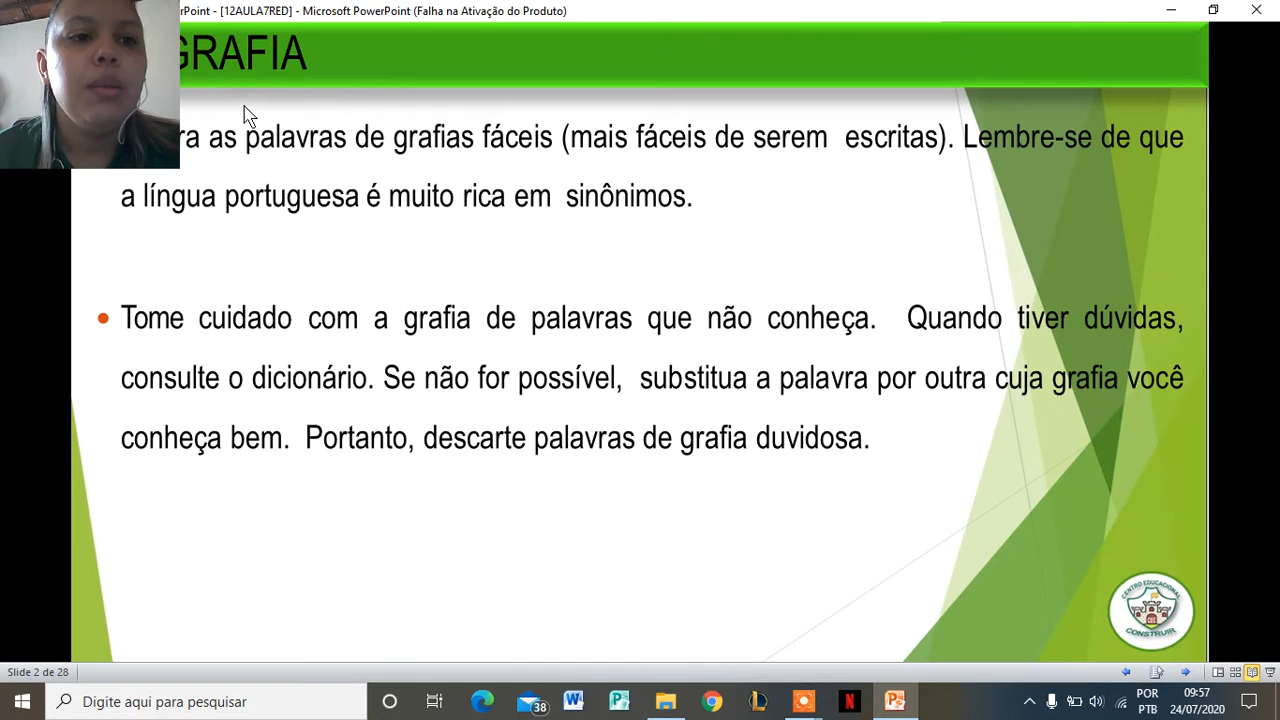 rPoint - [12AULA7RED] - Microsoft PowerPoint (Falha na Ativação do Produto)
GRAFIA
ra as palavras de grafias fáceis (mais fáceis de serem escritas). Lembre-se de que
a língua portuguesa é muito rica em sinônimos.
• Tome cuidado com a grafia de palavras que não conheça. Quando tiver dúvidas,
consulte o dicionário. Se não for possível, substitua a palavra por outra cuja grafia você
conheça bem. Portanto, descarte palavras de grafia duvidosa.
CENTRO EDUCACIONAL
CEC
CONSTRUIR
Slide 2 de 28
Digite aqui para pesquisar
38
POR
PTB
09:57
24/07/2020